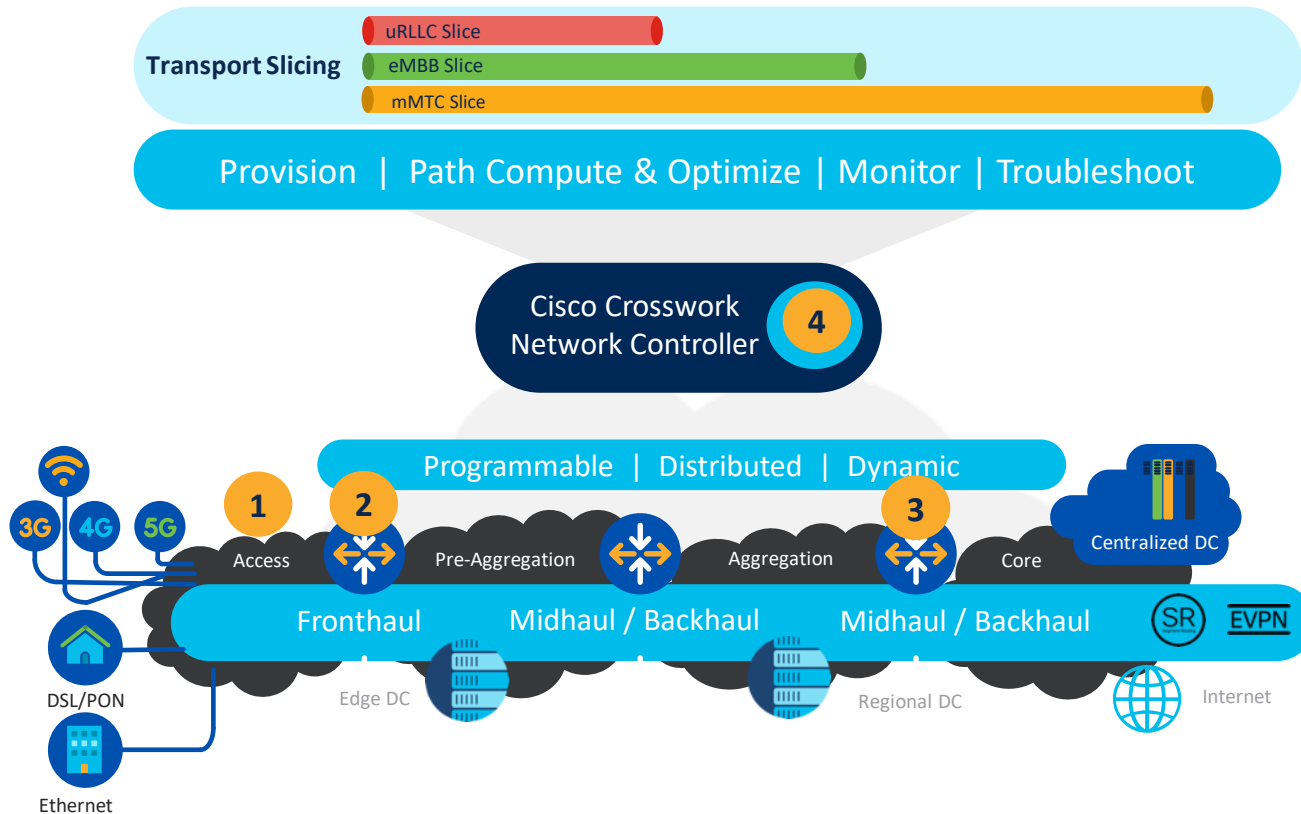 uRLLC Slice
Transport Slicing
eMBB Slice
mMTC Slice
Provision | Path Compute & Optimize | Monitor | Troubleshoot
Cisco Crosswork
Network Controller
4
Programmable | Distributed | Dynamic
1
2
3
3G
4G
5G
Access
Pre-Aggregation
Aggregation
Core
Centralized DC
Fronthaul
Midhaul / Backhaul
Midhaul / Backhaul
SR
Segment Routing
EVPN
DSL/PON
Edge DC
Regional DC
Internet
Ethernet